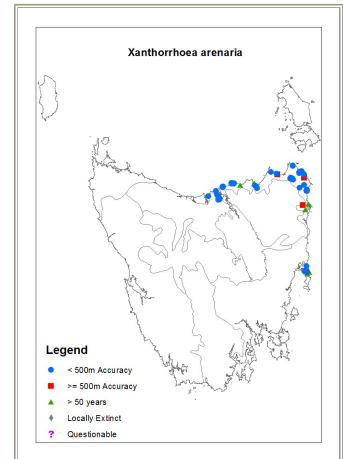 Xanthorrhoea arenaria
Legend
< 500m Accuracy
>= 500m Accuracy
> 50 years
Locally Extinct
? Questionable